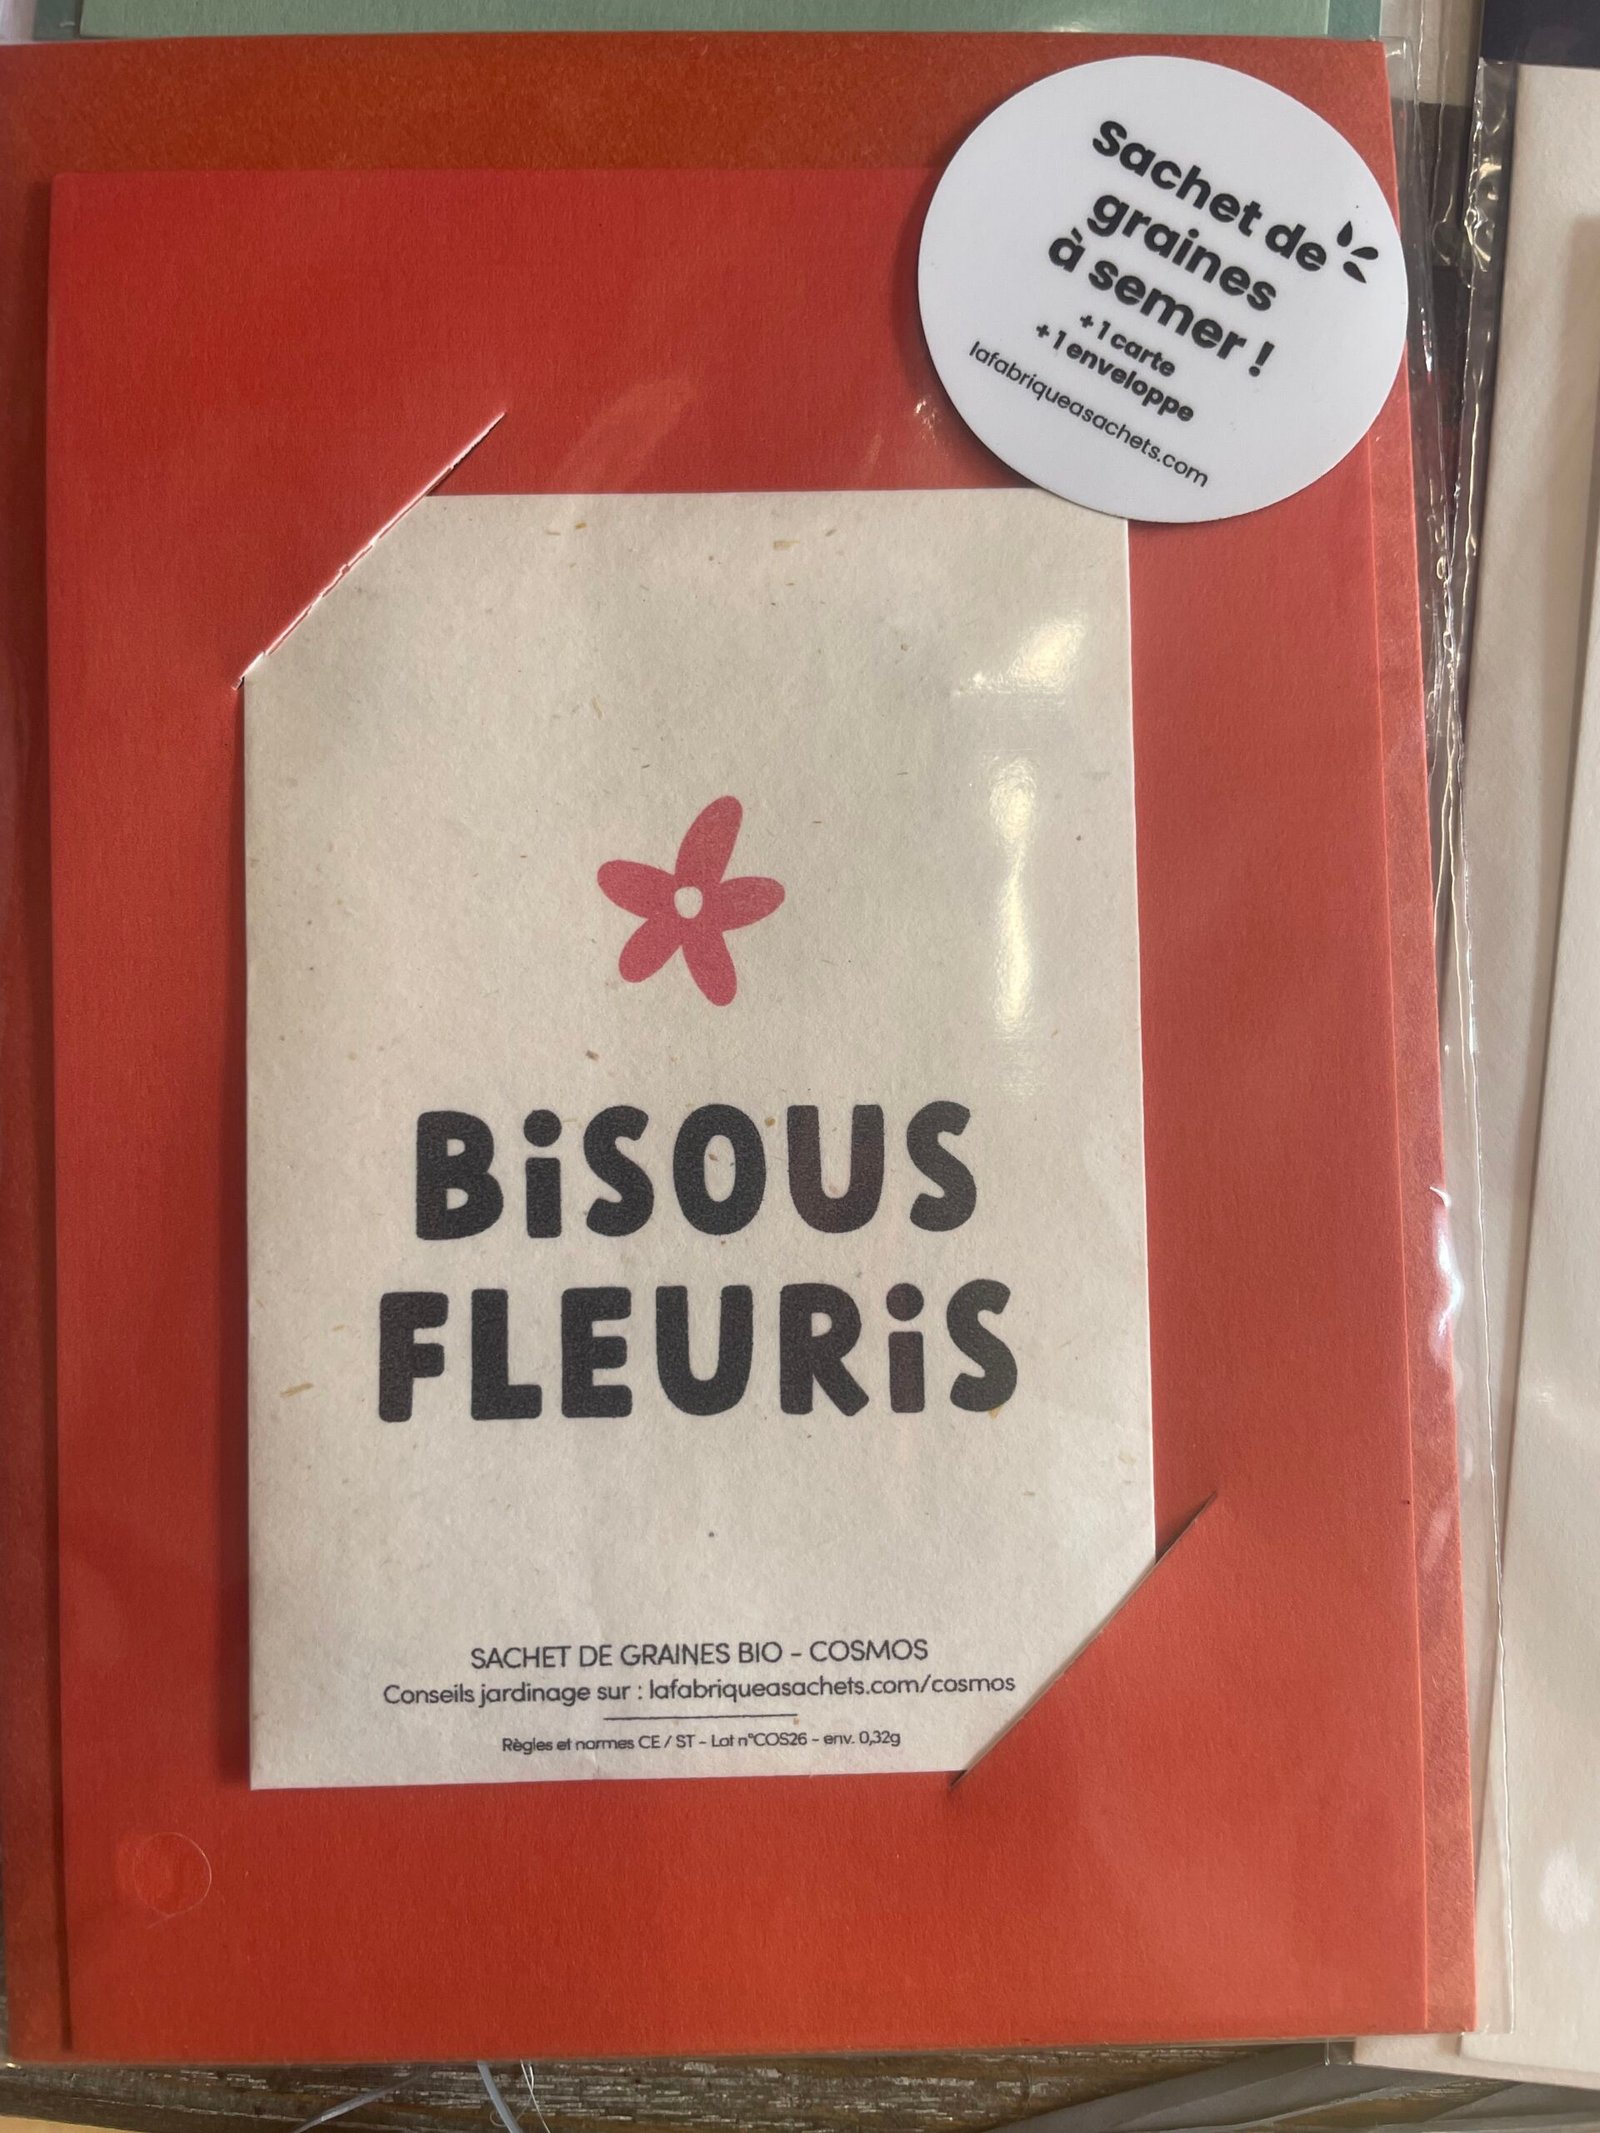 Sachet de
graines
à semer !
+ 1 carte
+ 1 enveloppe
lafabriqueasachets.com
BiSOUS
FLEURiS
SACHET DE GRAINES BIO - COSMOS
Conseils jardinage sur : lafabriqueasachets.com/cosmos
Règles et normes CE / ST - Lot n°COS26 - env. 0,32g